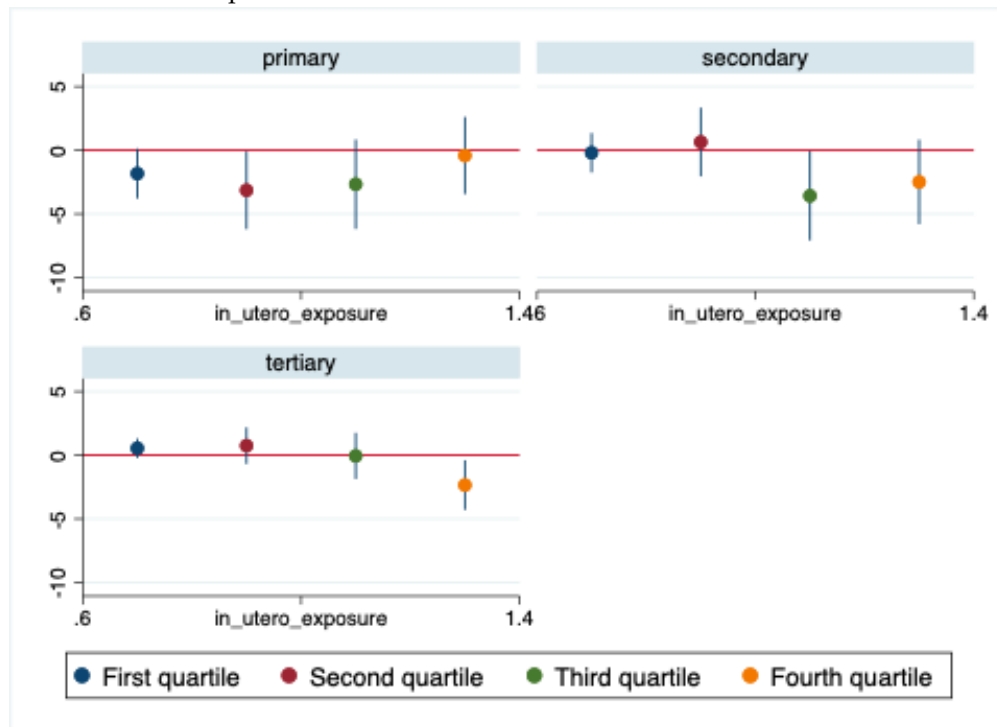 primary
secondary
5
0
-5
-10
.6
in_utero_exposure
1.46
in_utero_exposure
1.4
tertiary
5
0
-5
-10
.6
in_utero_exposure
1.4
First quartile
Second quartile
Third quartile
Fourth quartile